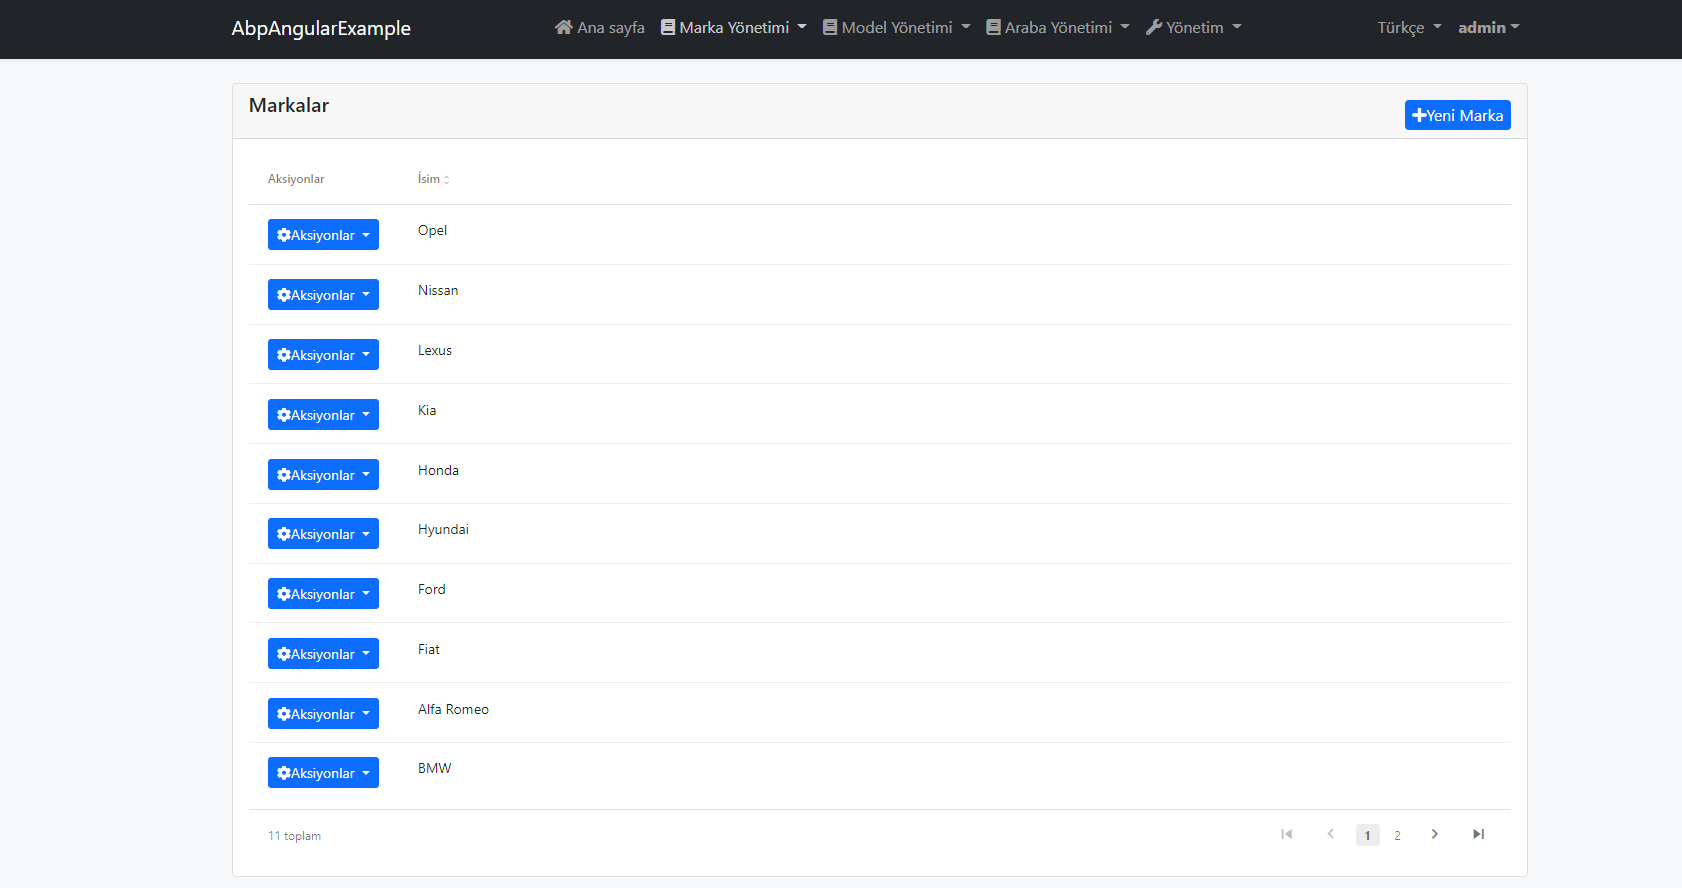 AbpAngularExample Ana sayfa Marka Yönetimi Model Yönetimi Araba Yönetimi Yönetim Türkçe admin
Markalar
Yeni Marka
Aksiyonlar İsim
Aksiyonlar Opel
Aksiyonlar Nissan
Aksiyonlar Lexus
Aksiyonlar Kia
Aksiyonlar Honda
Aksiyonlar Hyundai
Aksiyonlar Ford
Aksiyonlar Fiat
Aksiyonlar Alfa Romeo
Aksiyonlar BMW
11 toplam 1 2